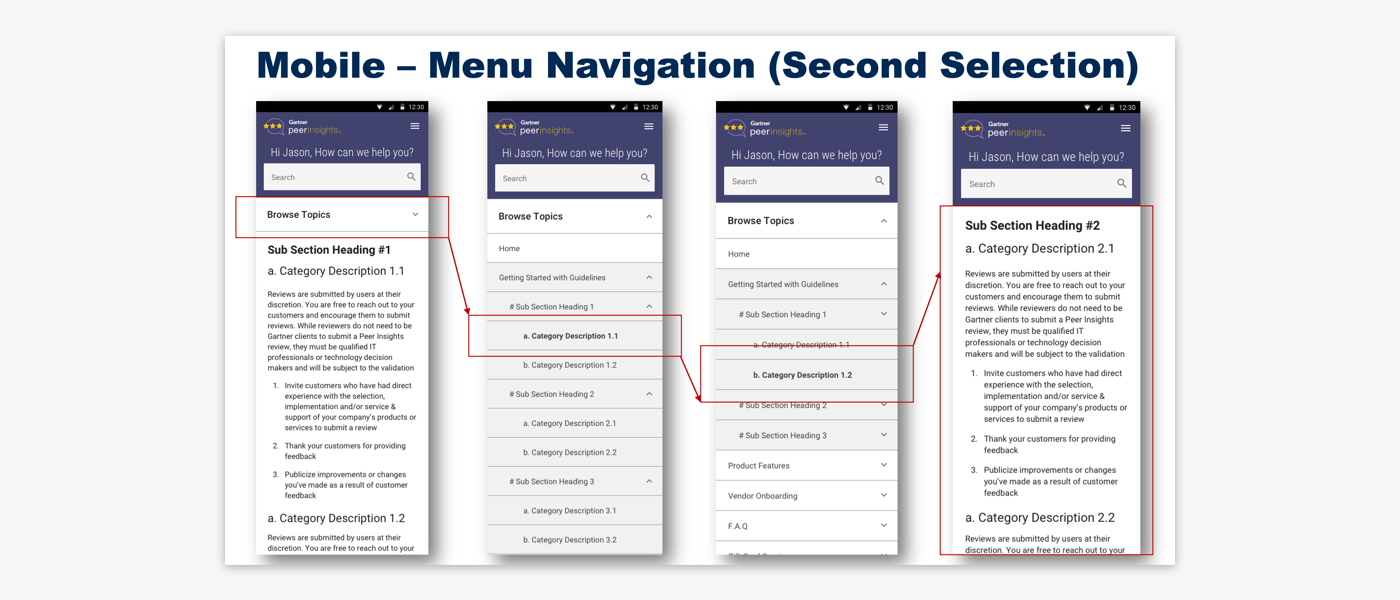 Mobile – Menu Navigation (Second Selection)
12:30
Gartner
peerinsights.
Hi Jason, How can we help you?
Search
Browse Topics
Sub Section Heading #1
a. Category Description 1.1
Reviews are submitted by users at their
discretion. You are free to reach out to your
customers and encourage them to submit
reviews. While reviewers do not need to be
Gartner clients to submit a Peer Insights
review, they must be qualified IT
professionals or technology decision
makers and will be subject to the validation
1. Invite customers who have had direct
experience with the selection,
implementation and/or service &
support of your company's products or
services to submit a review
2. Thank your customers for providing
feedback
3. Publicize improvements or changes
you've made as a result of customer
feedback
a. Category Description 1.2
Reviews are submitted by users at their
discretion. You are free to reach out to your
12:30
Gartner
peerinsights.
Hi Jason, How can we help you?
Search
Browse Topics
Home
Getting Started with Guidelines
# Sub Section Heading 1
a. Category Description 1.1
b. Category Description 1.2
# Sub Section Heading 2
a. Category Description 2.1
b. Category Description 2.2
# Sub Section Heading 3
a. Category Description 3.1
b. Category Description 3.2
12:30
Gartner
peerinsights.
Hi Jason, How can we help you?
Search
Browse Topics
Home
Getting Started with Guidelines
# Sub Section Heading 1
a. Category Description 1.1
b. Category Description 1.2
# Sub Section Heading 2
# Sub Section Heading 3
Product Features
Vendor Onboarding
F.A.Q
12:30
Gartner
peerinsights.
Hi Jason, How can we help you?
Search
Sub Section Heading #2
a. Category Description 2.1
Reviews are submitted by users at their
discretion. You are free to reach out to your
customers and encourage them to submit
reviews. While reviewers do not need to be
Gartner clients to submit a Peer Insights
review, they must be qualified IT
professionals or technology decision
makers and will be subject to the validation
1. Invite customers who have had direct
experience with the selection,
implementation and/or service &
support of your company's products or
services to submit a review
2. Thank your customers for providing
feedback
3. Publicize improvements or changes
you've made as a result of customer
feedback
a. Category Description 2.2
Reviews are submitted by users at their
discretion. You are free to reach out to your